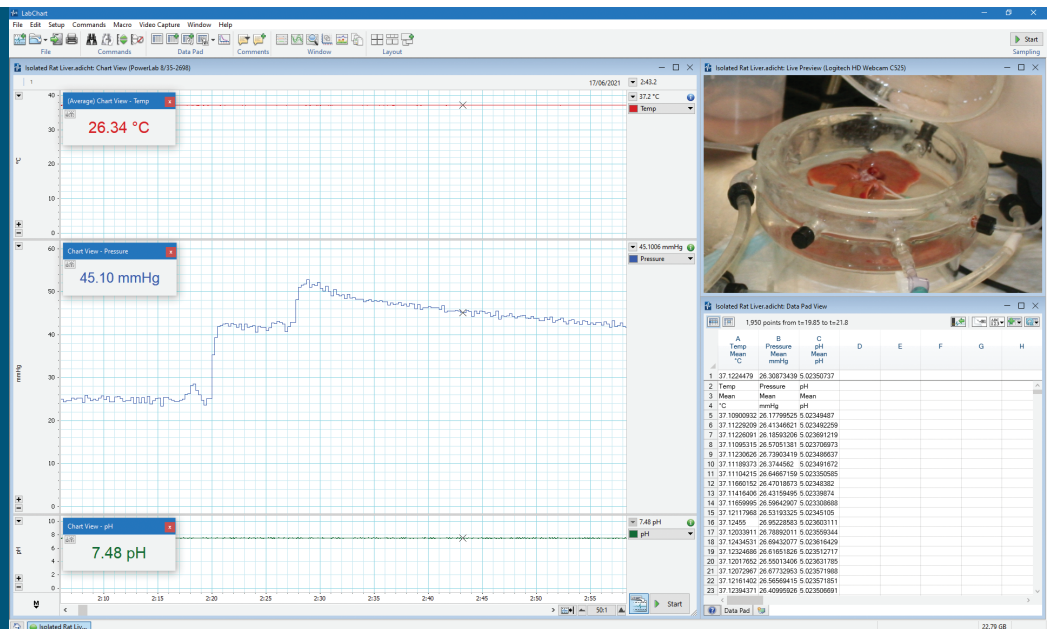 LabChart
File Edit Setup Commands Macro Video Capture Window Help
File Commands Data Pad Comments Window Layout
Start
Sampling
Isolated Rat Liver.adicht: Chart View (PowerLab 8/35-2698)
1 17/06/2021 2:43.2
40
30
20
10
0
°C
(Average) Chart View - Temp x
26.34 °C
37.2 °C
Temp
60
50
40
30
20
10
0
mmHg
Chart View - Pressure x
45.10 mmHg
45.1006 mmHg
Pressure
10
8
6
4
2
0
pH
Chart View - pH x
7.48 pH
7.48 pH
pH
2:10 2:15 2:20 2:25 2:30 2:35 2:40 2:45 2:50 2:55
M
50:1
Start
Isolated Rat Liver.adicht: Live Preview (Logitech HD Webcam C525)
Isolated Rat Liver.adicht: Data Pad View
1,950 points from t=19.85 to t=21.8
A B C D E F G H
Temp Pressure pH
Mean Mean Mean
°C mmHg pH
1 37.1224479 26.30873439 5.02350737
2 Temp Pressure pH
3 Mean Mean Mean
4 °C mmHg pH
5 37.10900932 26.17799525 5.02349487
6 37.11229209 26.41346621 5.023492259
7 37.11226091 26.18593206 5.023691219
8 37.11095315 26.57051381 5.023706973
9 37.11230626 26.73903419 5.023486637
10 37.11189373 26.3744562 5.023491672
11 37.11104215 26.64667159 5.023350585
12 37.11660152 26.47018673 5.02348382
13 37.11416406 26.43159495 5.02339874
14 37.11659995 26.59642907 5.023308688
15 37.12117968 26.53193325 5.02345105
16 37.12455 26.95228583 5.023603111
17 37.12033911 26.78892011 5.023559344
18 37.12434531 26.69432077 5.023616429
19 37.12324686 26.61651826 5.023512717
20 37.12017652 26.55013406 5.023631785
21 37.12072967 26.67732953 5.023571988
22 37.12161402 26.56569415 5.023571851
23 37.12394371 26.40995926 5.023506691
Data Pad
Isolated Rat Liv...
22.79 GB